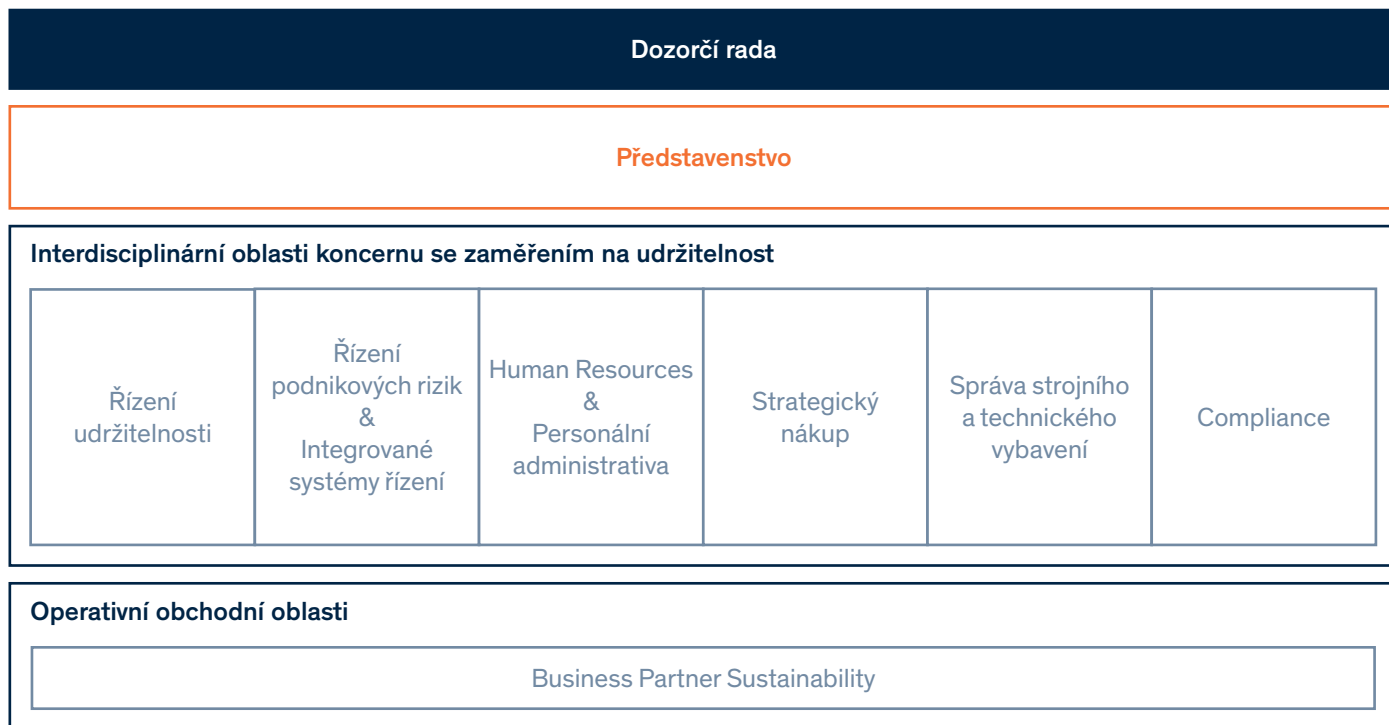 Dozorčí rada
Představenstvo
Interdisciplinární oblasti koncernu se zaměřením na udržitelnost
Řízení
udržitelnosti
Řízení
podnikových rizik
&
Integrované
systémy řízení
Human Resources
&
Personální
administrativa
Strategický
nákup
Správa strojního
a technického
vybavení
Compliance
Operativní obchodní oblasti
Business Partner Sustainability